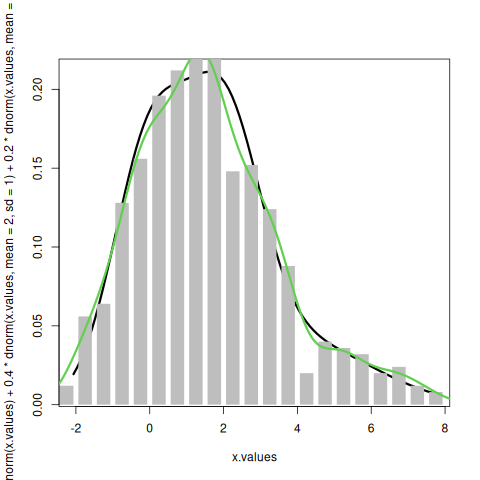 norm(x.values) + 0.4 * dnorm(x.values, mean = 2, sd = 1) + 0.2 * dnorm(x.values, mean =
0.20
0.15
0.10
0.05
0.00
-2 0 2 4 6 8
x.values